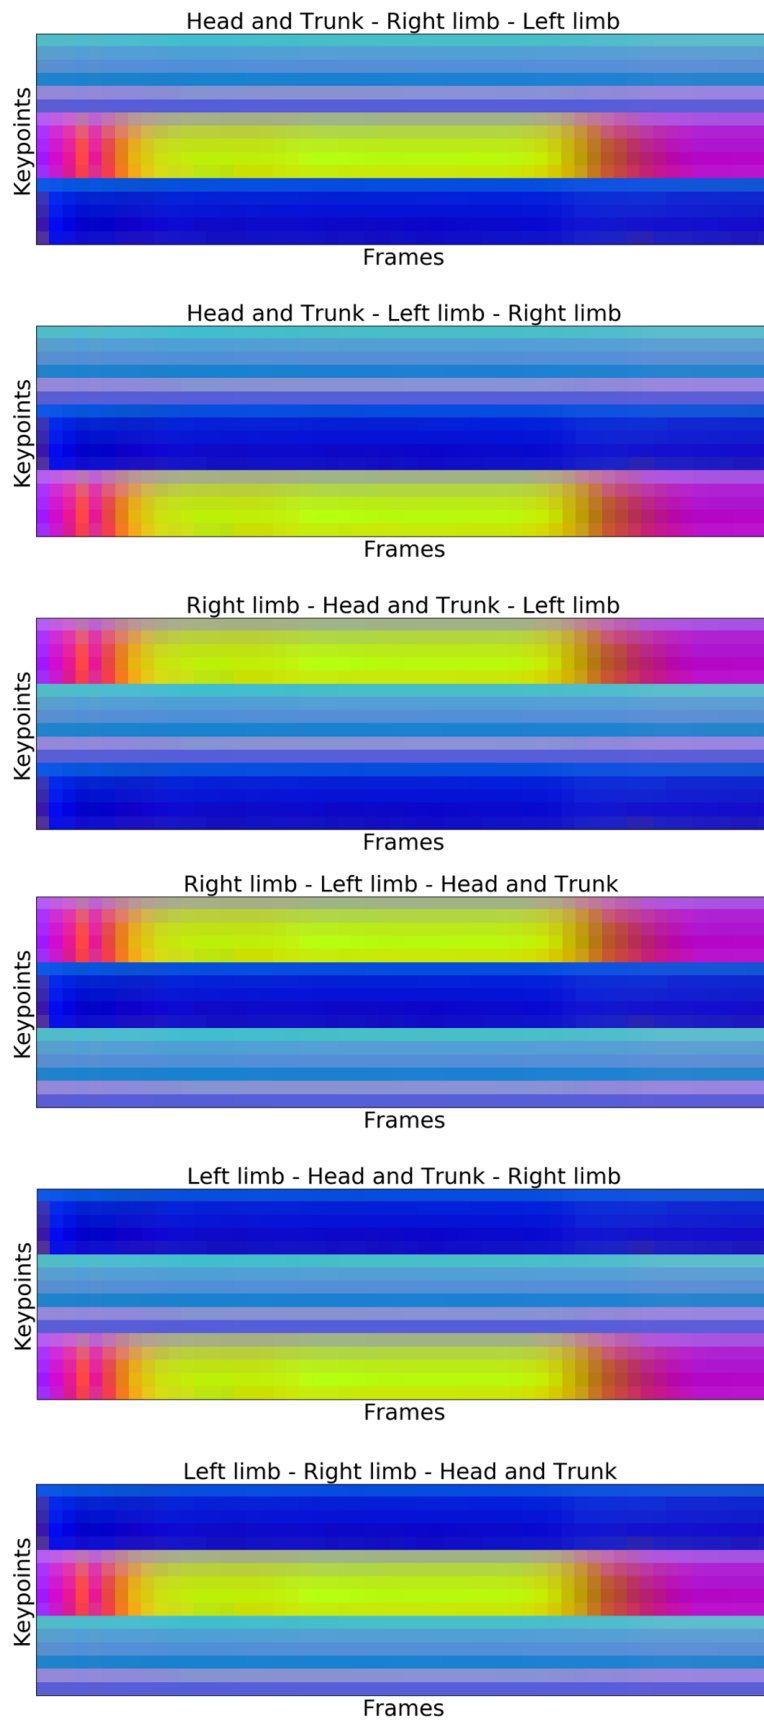 Head and Trunk - Right limb - Left limb
Keypoints
Frames
Head and Trunk - Left limb - Right limb
Keypoints
Frames
Right limb - Head and Trunk - Left limb
Keypoints
Frames
Right limb - Left limb - Head and Trunk
Keypoints
Frames
Left limb - Head and Trunk - Right limb
Keypoints
Frames
Left limb - Right limb - Head and Trunk
Keypoints
Frames